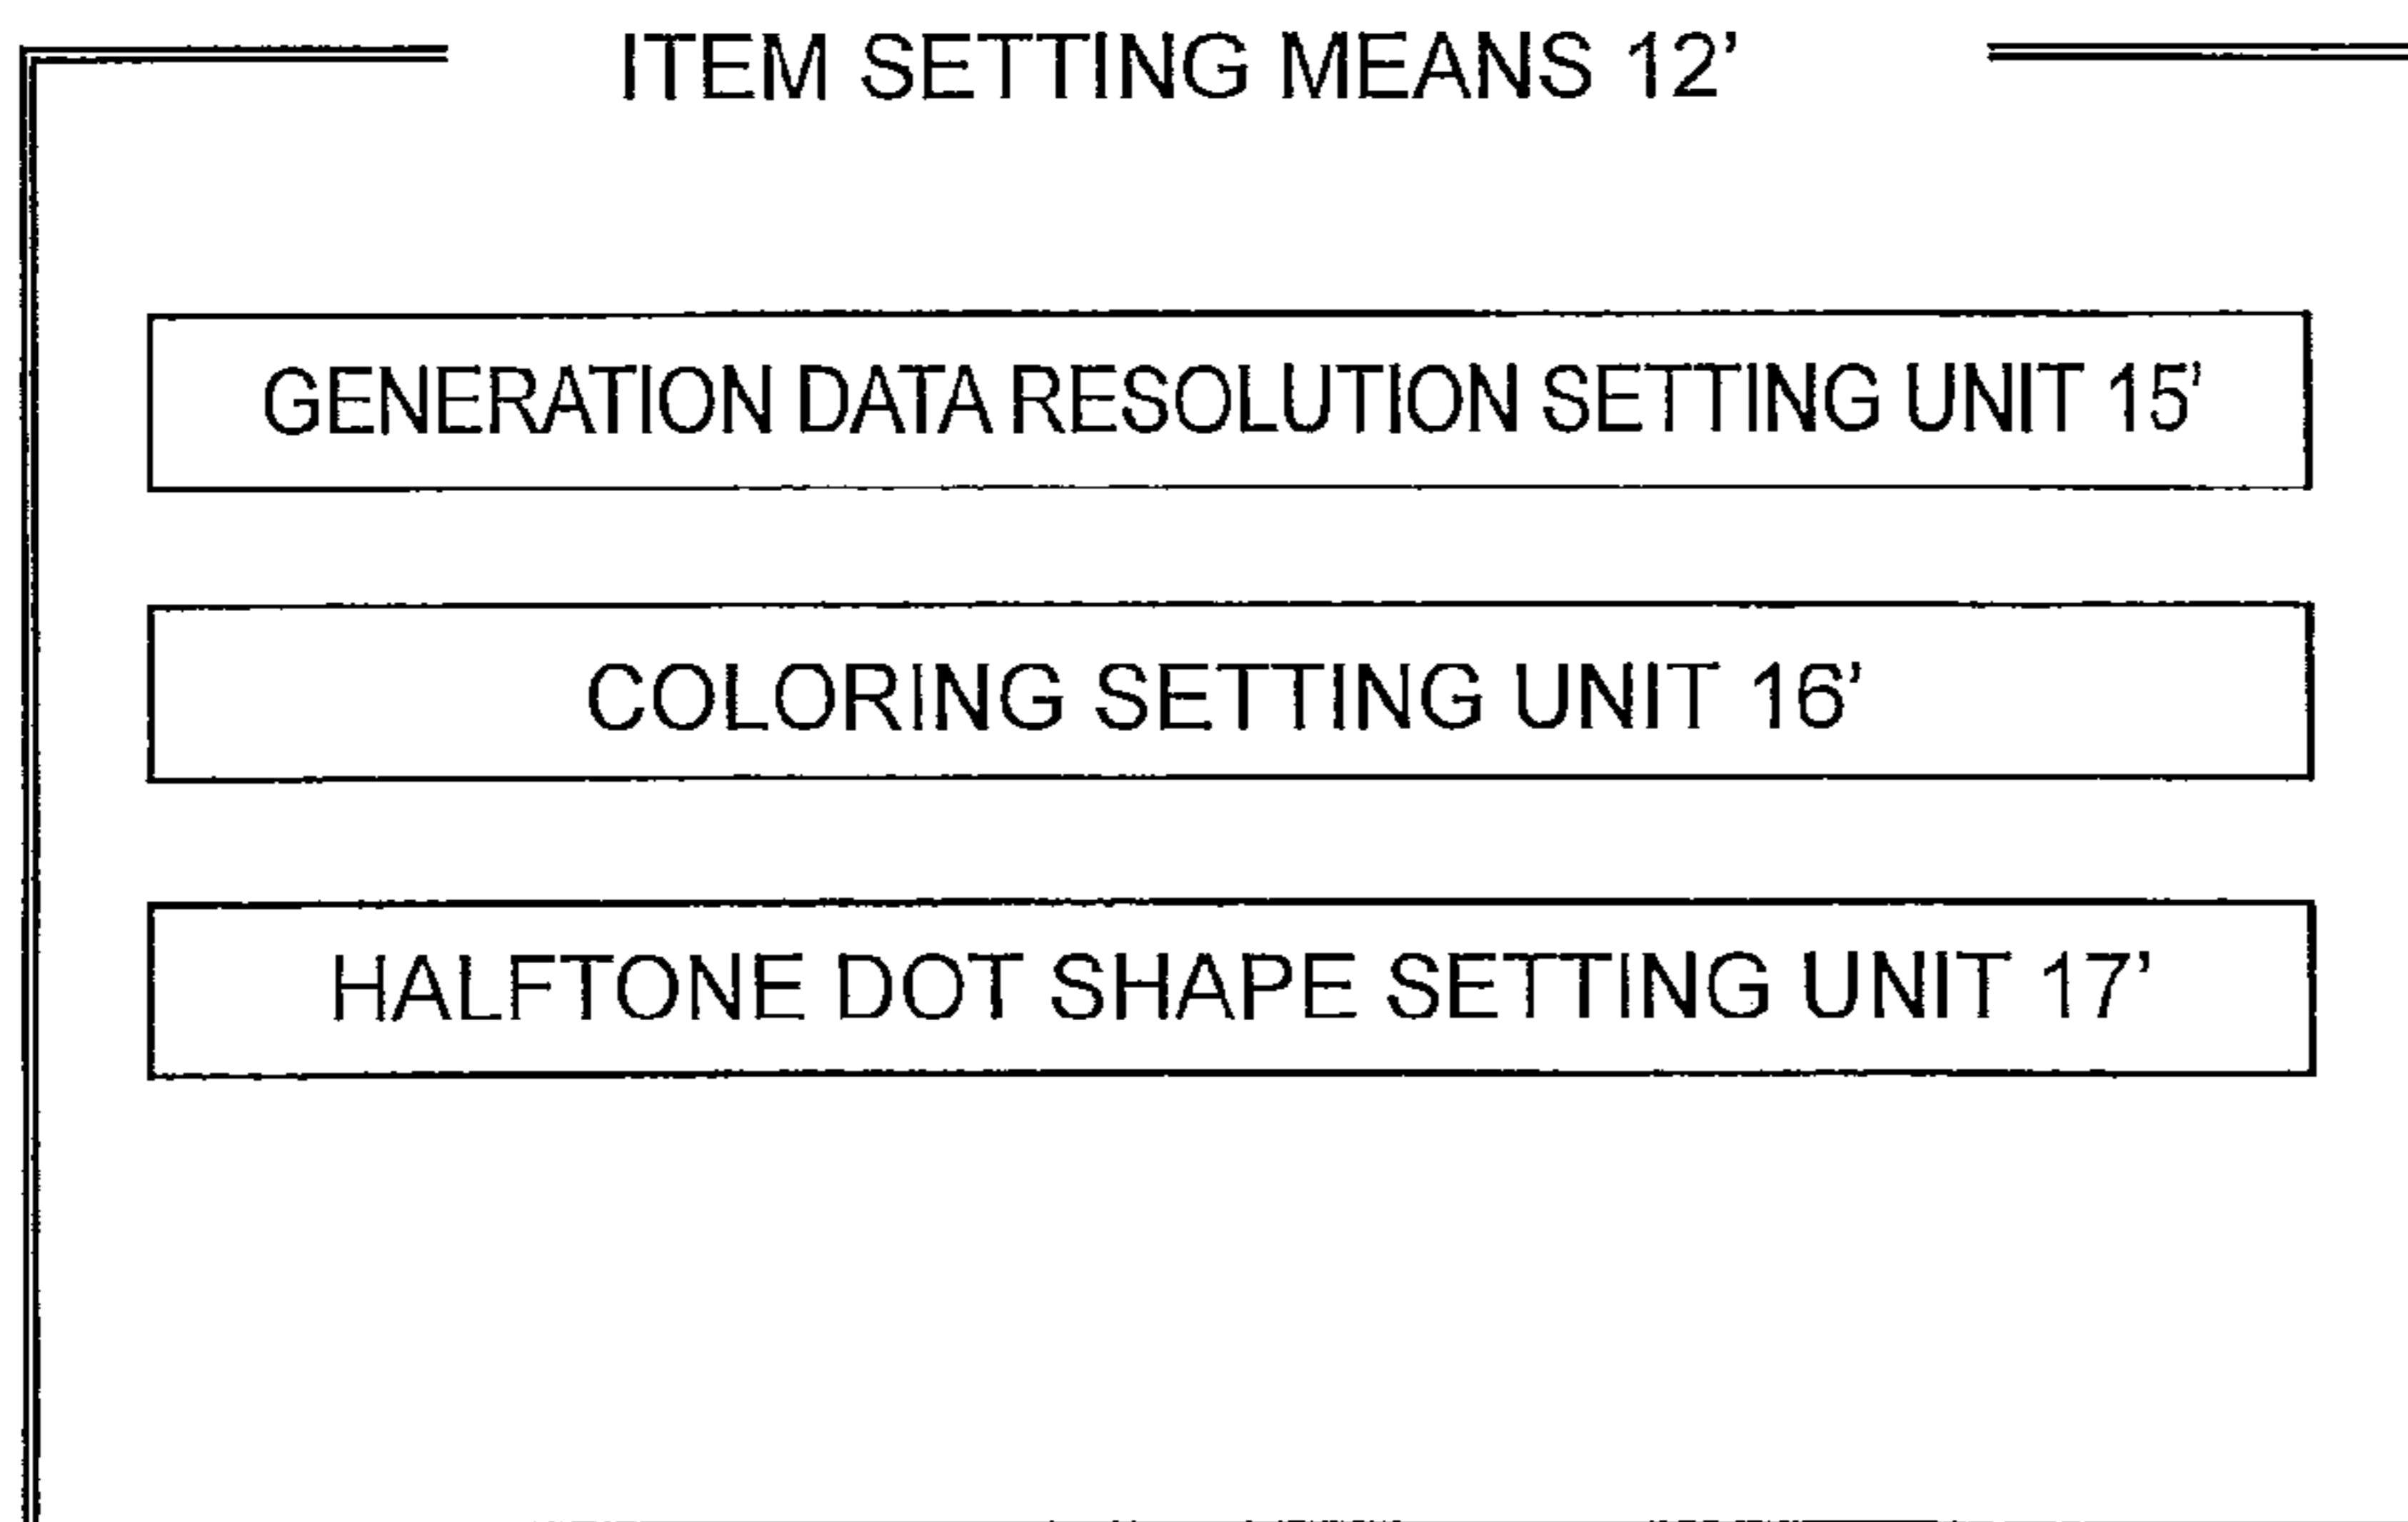 ITEM SETTING MEANS 12’
GENERATION DATA RESOLUTION SETTING UNIT 15’
COLORING SETTING UNIT 16’
HALFTONE DOT SHAPE SETTING UNIT 17’